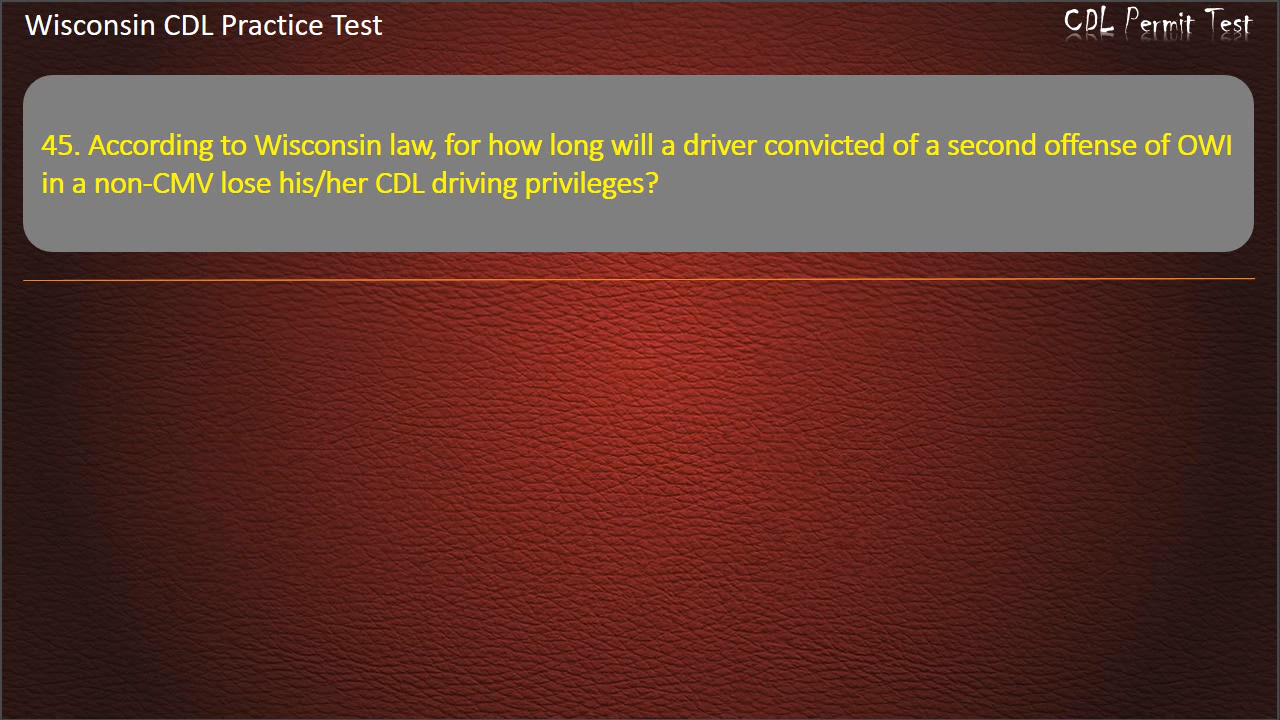 Wisconsin CDL Practice Test
CDL Permit Test
45. According to Wisconsin law, for how long will a driver convicted of a second offense of OWI
in a non-CMV lose his/her CDL driving privileges?